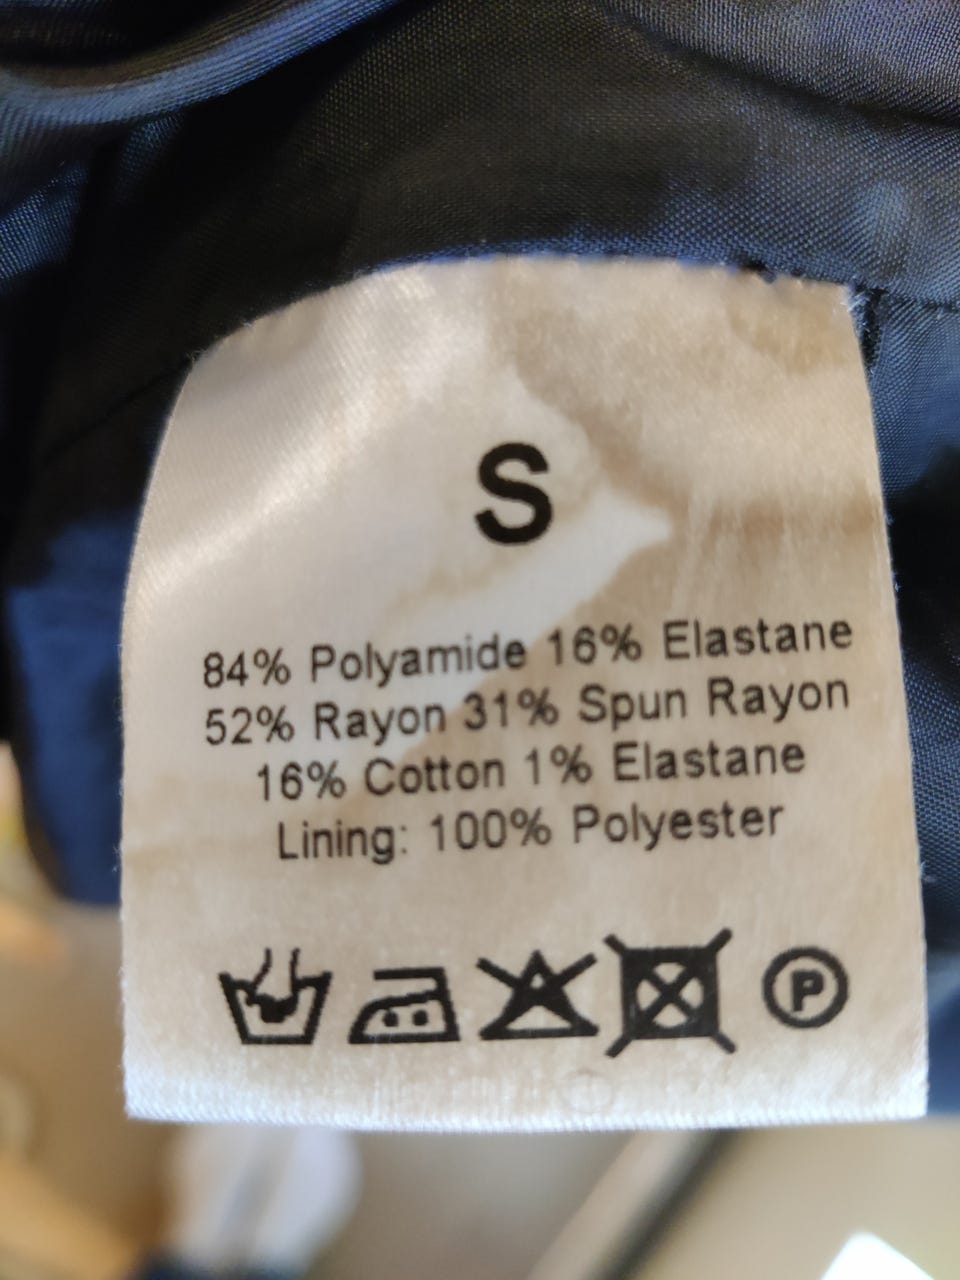 S
84% Polyamide 16% Elastane
52% Rayon 31% Spun Rayon
16% Cotton 1% Elastane
Lining: 100% Polyester
P